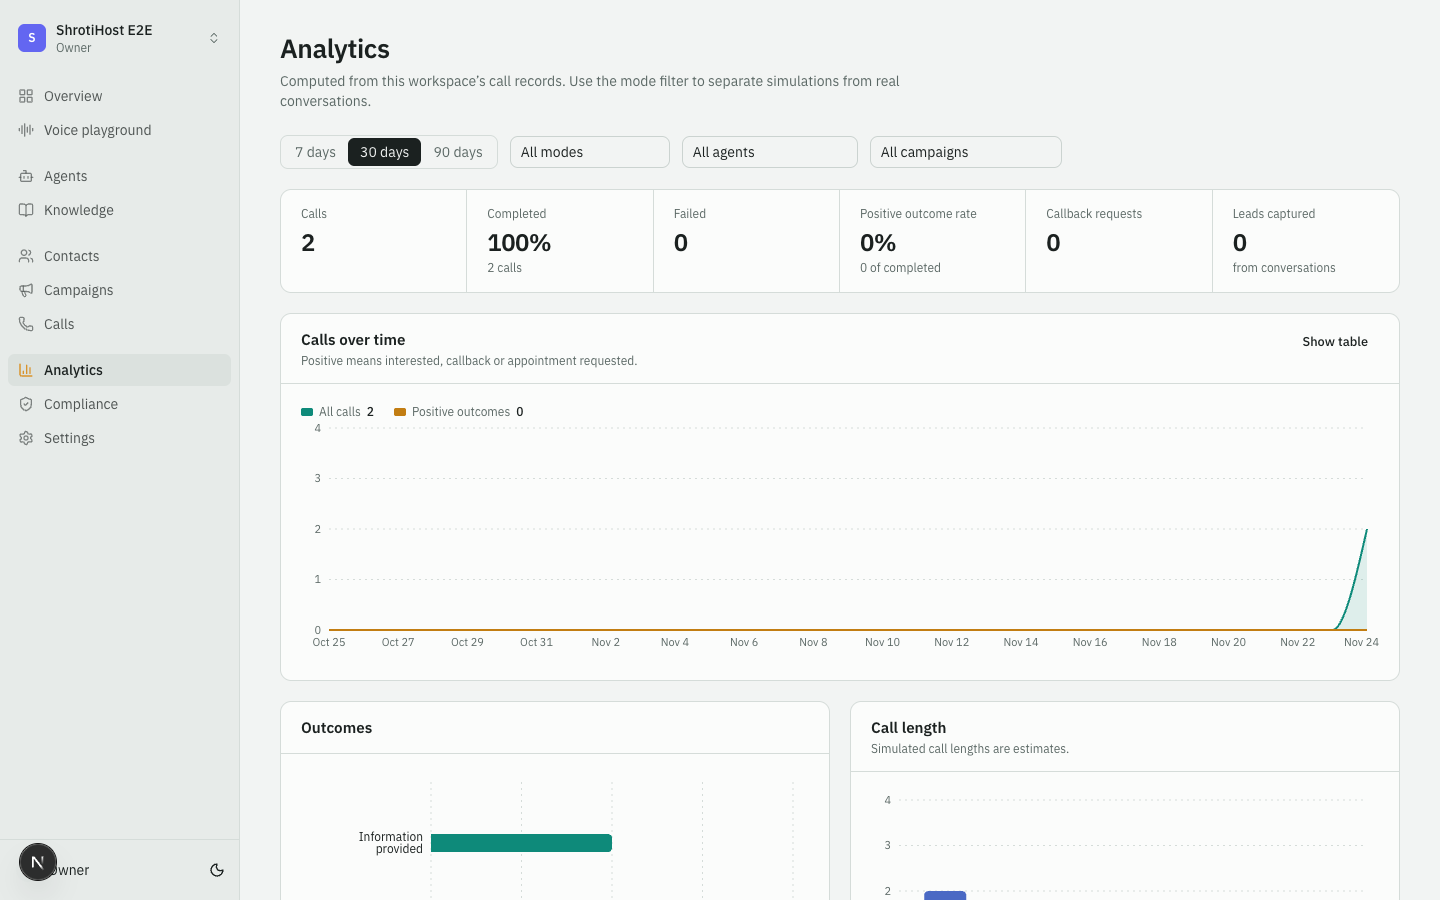 S
ShrotiHost E2E
Owner
Overview
Voice playground
Agents
Knowledge
Contacts
Campaigns
Calls
Analytics
Compliance
Settings
N
Owner
Analytics
Computed from this workspace's call records. Use the mode filter to separate simulations from real
conversations.
7 days 30 days 90 days All modes All agents All campaigns
Calls
2
Completed
100%
2 calls
Failed
0
Positive outcome rate
0%
0 of completed
Callback requests
0
Leads captured
0
from conversations
Calls over time
Positive means interested, callback or appointment requested.
Show table
All calls 2 Positive outcomes 0
4
3
2
1
0
Oct 25 Oct 27 Oct 29 Oct 31 Nov 2 Nov 4 Nov 6 Nov 8 Nov 10 Nov 12 Nov 14 Nov 16 Nov 18 Nov 20 Nov 22 Nov 24
Outcomes
Information
provided
Call length
Simulated call lengths are estimates.
4
3
2